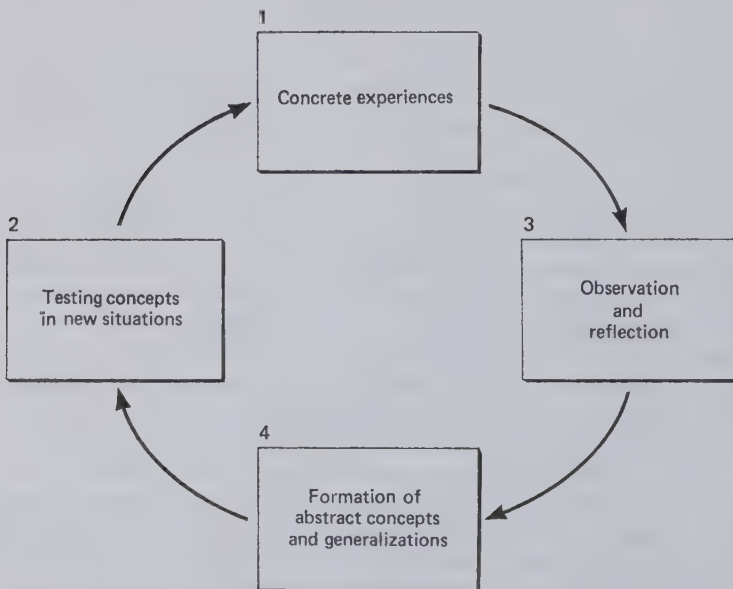 1
Concrete experiences
2
Testing concepts
in new situations
3
Observation
and
reflection
4
Formation of
abstract concepts
and generalizations